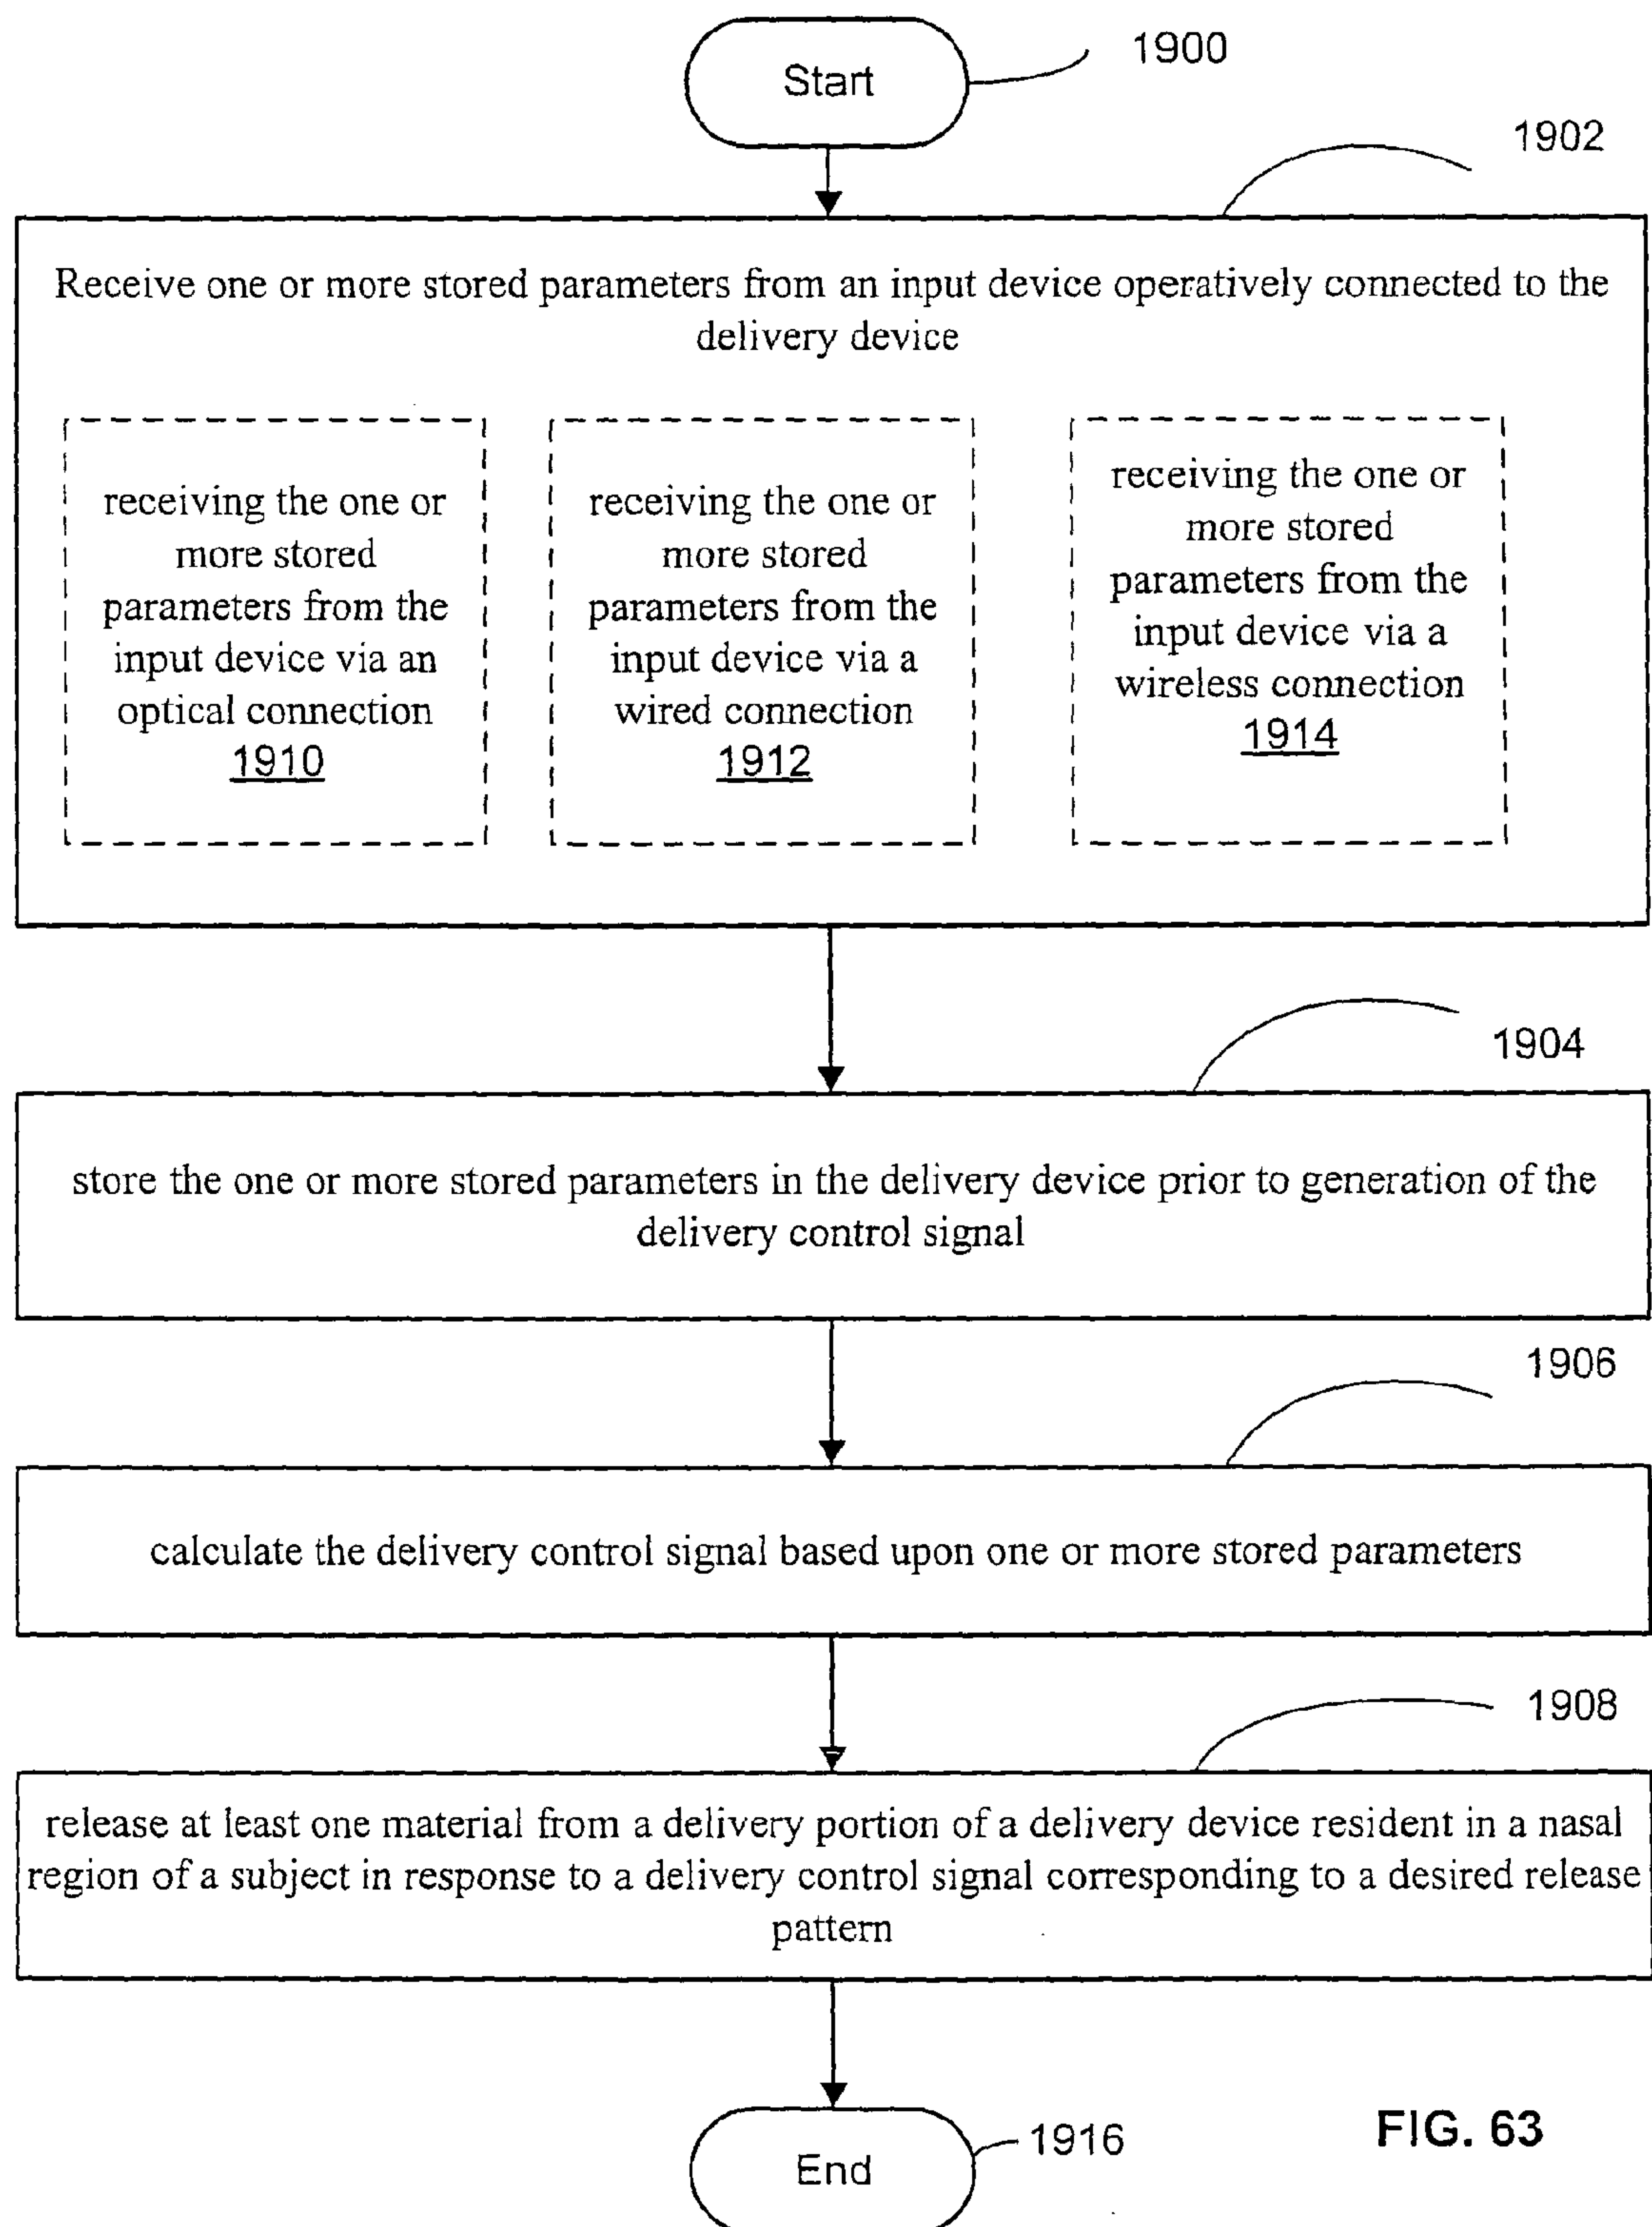 Start
1900
1902
Receive one or more stored parameters from an input device operatively connected to the
delivery device
receiving the one or
more stored
parameters from the
input device via an
optical connection
1910
receiving the one or
more stored
parameters from the
input device via a
wired connection
1912
receiving the one or
more stored
parameters from the
input device via a
wireless connection
1914
1904
store the one or more stored parameters in the delivery device prior to generation of the
delivery control signal
1906
calculate the delivery control signal based upon one or more stored parameters
1908
release at least one material from a delivery portion of a delivery device resident in a nasal
region of a subject in response to a delivery control signal corresponding to a desired release
pattern
End
1916
FIG. 63